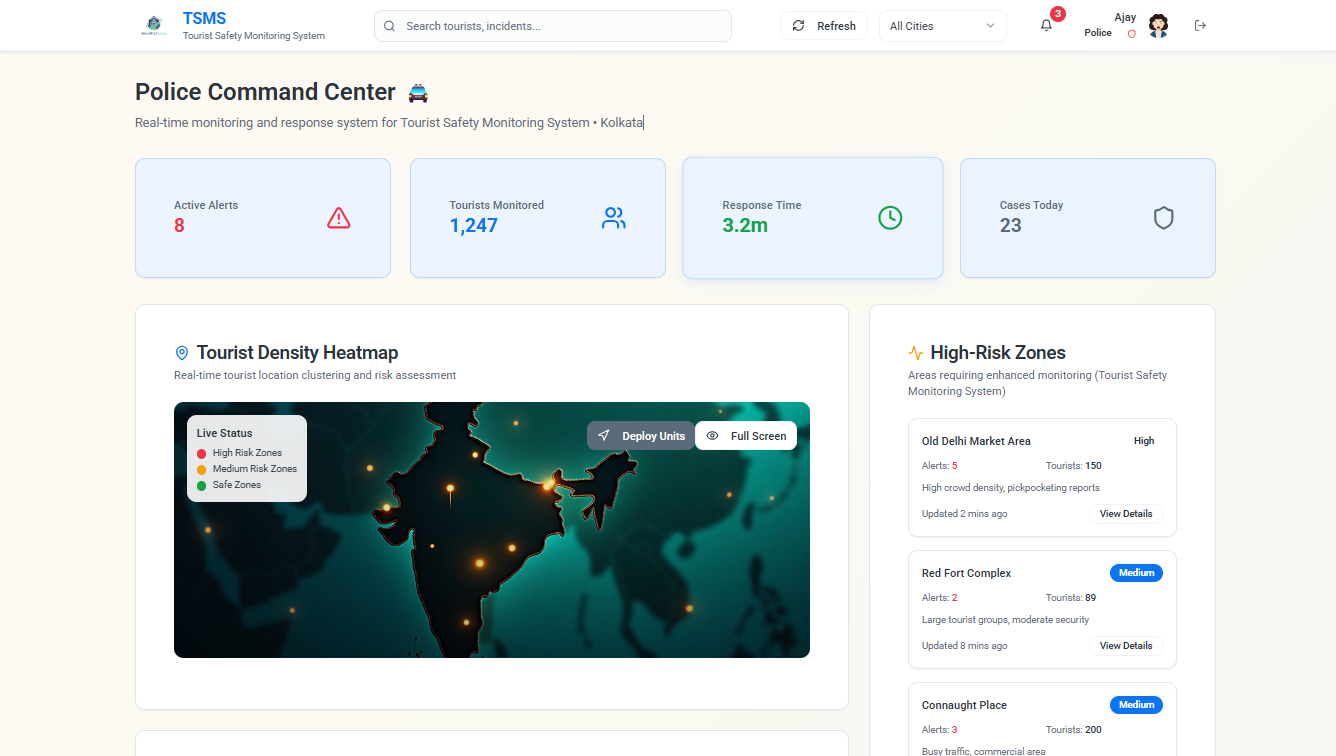 TSMS
Tourist Safety Monitoring System
Search tourists, incidents...
Refresh
All Cities
3
Ajay
Police
Police Command Center
Real-time monitoring and response system for Tourist Safety Monitoring System • Kolkata
Active Alerts
8
Tourists Monitored
1,247
Response Time
3.2m
Cases Today
23
Tourist Density Heatmap
Real-time tourist location clustering and risk assessment
Live Status
High Risk Zones
Medium Risk Zones
Safe Zones
Deploy Units
Full Screen
High-Risk Zones
Areas requiring enhanced monitoring (Tourist Safety
Monitoring System)
Old Delhi Market Area High
Alerts: 5 Tourists: 150
High crowd density, pickpocketing reports
Updated 2 mins ago View Details
Red Fort Complex Medium
Alerts: 2 Tourists: 89
Large tourist groups, moderate security
Updated 8 mins ago View Details
Connaught Place Medium
Alerts: 3 Tourists: 200
Busy traffic, commercial area